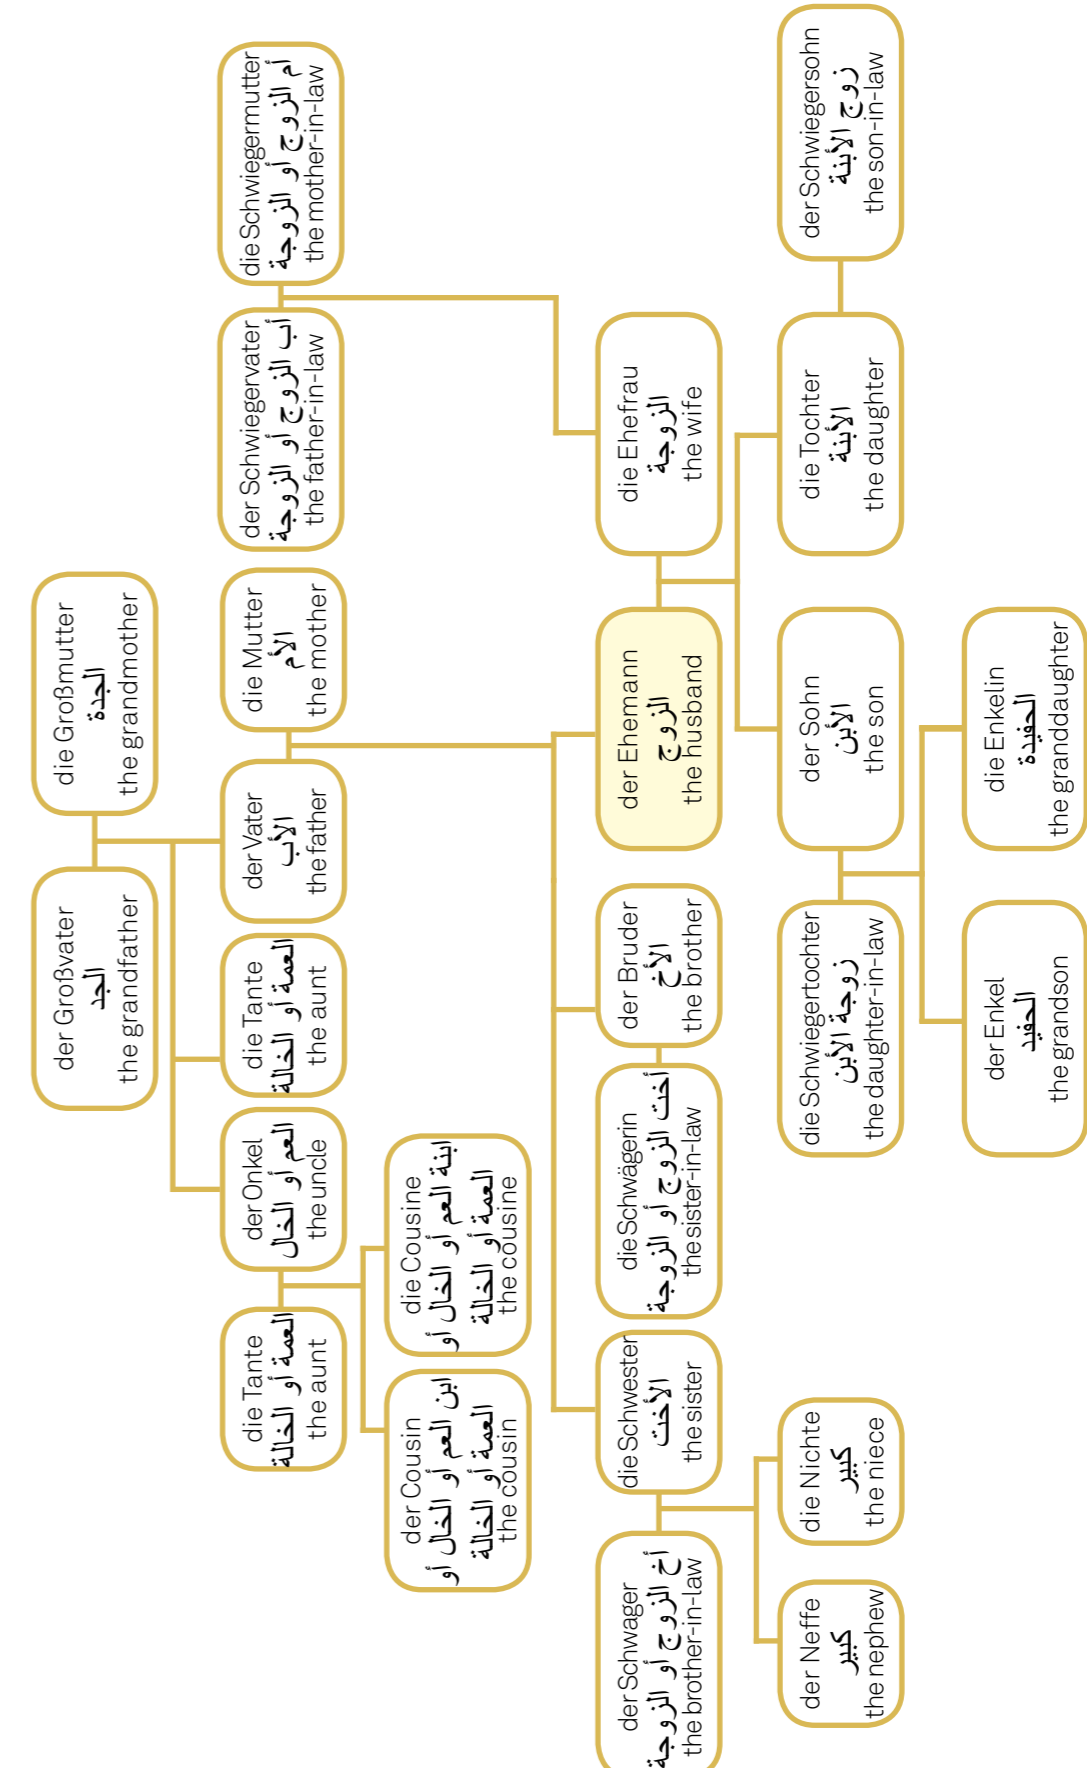 der Großvater
الجد
the grandfather
die Großmutter
الجدة
the grandmother
die Tante
العمة أو الخالة
the aunt
der Onkel
العم أو الخال
the uncle
die Tante
العمة أو الخالة
the aunt
der Vater
الأب
the father
die Mutter
الأم
the mother
der Schwiegervater
أب الزوج أو الزوجة
the father-in-law
die Schwiegermutter
أم الزوج أو الزوجة
the mother-in-law
der Cousin
ابن العم أو الخال أو
العمة أو الخالة
the cousin
die Cousine
ابنة العم أو الخال أو
العمة أو الخالة
the cousine
der Schwager
أخ الزوج أو الزوجة
the brother-in-law
die Schwester
الأخت
the sister
die Schwägerin
أخت الزوج أو الزوجة
the sister-in-law
der Bruder
الأخ
the brother
der Ehemann
الزوج
the husband
die Ehefrau
الزوجة
the wife
der Neffe
كبير
the nephew
die Nichte
كبير
the niece
die Schwiegertochter
زوجة الأبن
the daughter-in-law
der Sohn
الأبن
the son
die Tochter
الأبنة
the daughter
der Schwiegersohn
زوج الأبنة
the son-in-law
der Enkel
الحفيد
the grandson
die Enkelin
الحفيدة
the granddaughter